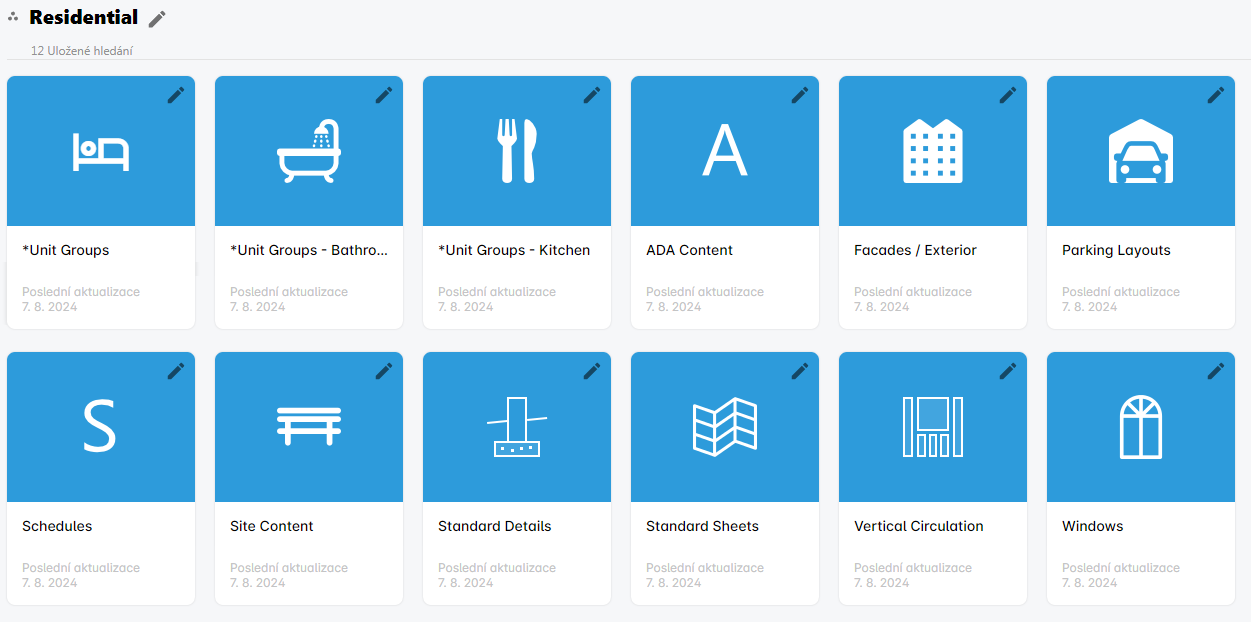 Residential
12 Uložené hledání
A
*Unit Groups
Poslední aktualizace
7. 8. 2024
*Unit Groups - Bathro...
Poslední aktualizace
7. 8. 2024
*Unit Groups - Kitchen
Poslední aktualizace
7. 8. 2024
ADA Content
Poslední aktualizace
7. 8. 2024
Facades / Exterior
Poslední aktualizace
7. 8. 2024
Parking Layouts
Poslední aktualizace
7. 8. 2024
S
Schedules
Poslední aktualizace
7. 8. 2024
Site Content
Poslední aktualizace
7. 8. 2024
Standard Details
Poslední aktualizace
7. 8. 2024
Standard Sheets
Poslední aktualizace
7. 8. 2024
Vertical Circulation
Poslední aktualizace
7. 8. 2024
Windows
Poslední aktualizace
7. 8. 2024